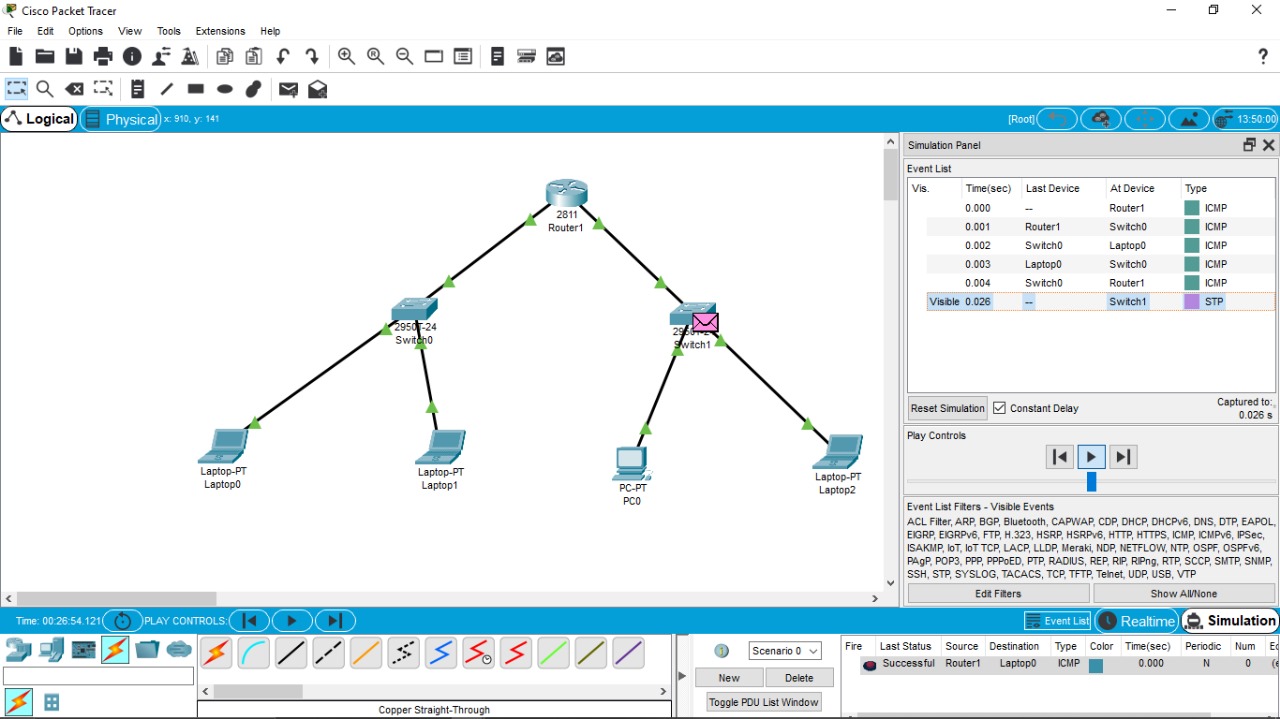 Cisco Packet Tracer
File Edit Options View Tools Extensions Help
?
Logical Physical x: 910, y: 141 [Root] 13:50:00
2811
Router1
Switch0
Switch1
Laptop-PT
Laptop0
Laptop-PT
Laptop1
PC-PT
PC0
Laptop-PT
Laptop2
Simulation Panel
Event List
Vis. Time(sec) Last Device At Device Type
0.000 -- Router1 ICMP
0.001 Router1 Switch0 ICMP
0.002 Switch0 Laptop0 ICMP
0.003 Laptop0 Switch0 ICMP
0.004 Switch0 Router1 ICMP
Visible 0.026 -- Switch1 STP
Reset Simulation Constant Delay Captured to:
0.026 s
Play Controls
Event List Filters - Visible Events
ACL Filter, ARP, BGP, Bluetooth, CAPWAP, CDP, DHCP, DHCPv6, DNS, DTP, EAPOL,
EIGRP, EIGRPv6, FTP, H.323, HSRP, HSRPv6, HTTP, HTTPS, ICMP, ICMPv6, IPSec,
ISAKMP, IoT, IoT TCP, LACP, LLDP, Meraki, NDP, NETFLOW, NTP, OSPF, OSPFv6,
PAgP, POP3, PPP, PPPoED, PTP, RADIUS, REP, RIP, RIPng, RTP, SCCP, SMTP, SNMP,
SSH, STP, SYSLOG, TACACS, TCP, TFTP, Telnet, UDP, USB, VTP
Edit Filters Show All/None
Time: 00:26:54.121 PLAY CONTROLS: Event List Realtime Simulation
Copper Straight-Through
Scenario 0
New Delete
Toggle PDU List Window
Fire Last Status Source Destination Type Color Time(sec) Periodic Num
Successful Router1 Laptop0 ICMP 0.000 N 0